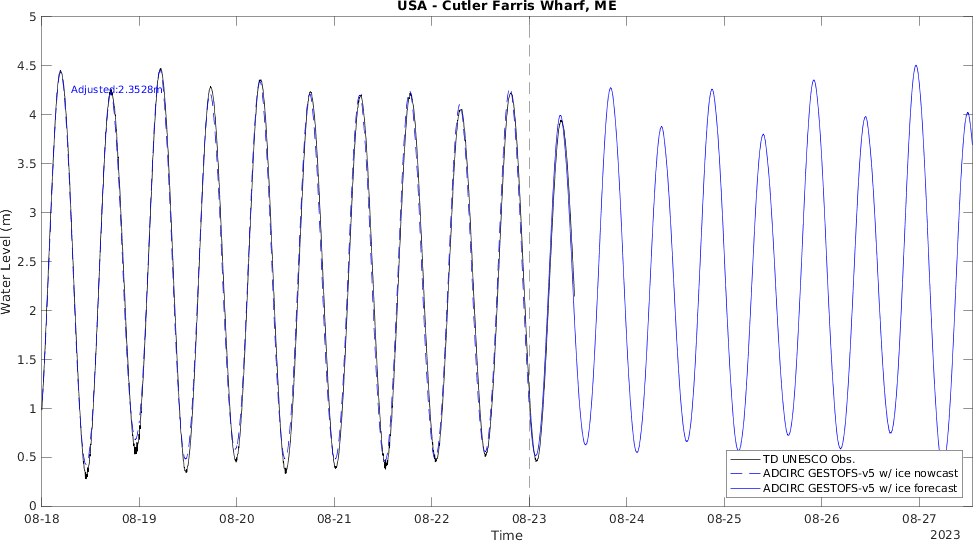 USA - Cutler Farris Wharf, ME
5
4.5
4
3.5
3
2.5
2
1.5
1
0.5
0
Water Level (m)
Adjusted:2.3528m
TD UNESCO Obs.
ADCIRC GESTOFS-v5 w/ ice nowcast
ADCIRC GESTOFS-v5 w/ ice forecast
08-18 08-19 08-20 08-21 08-22 08-23 08-24 08-25 08-26 08-27
Time
2023